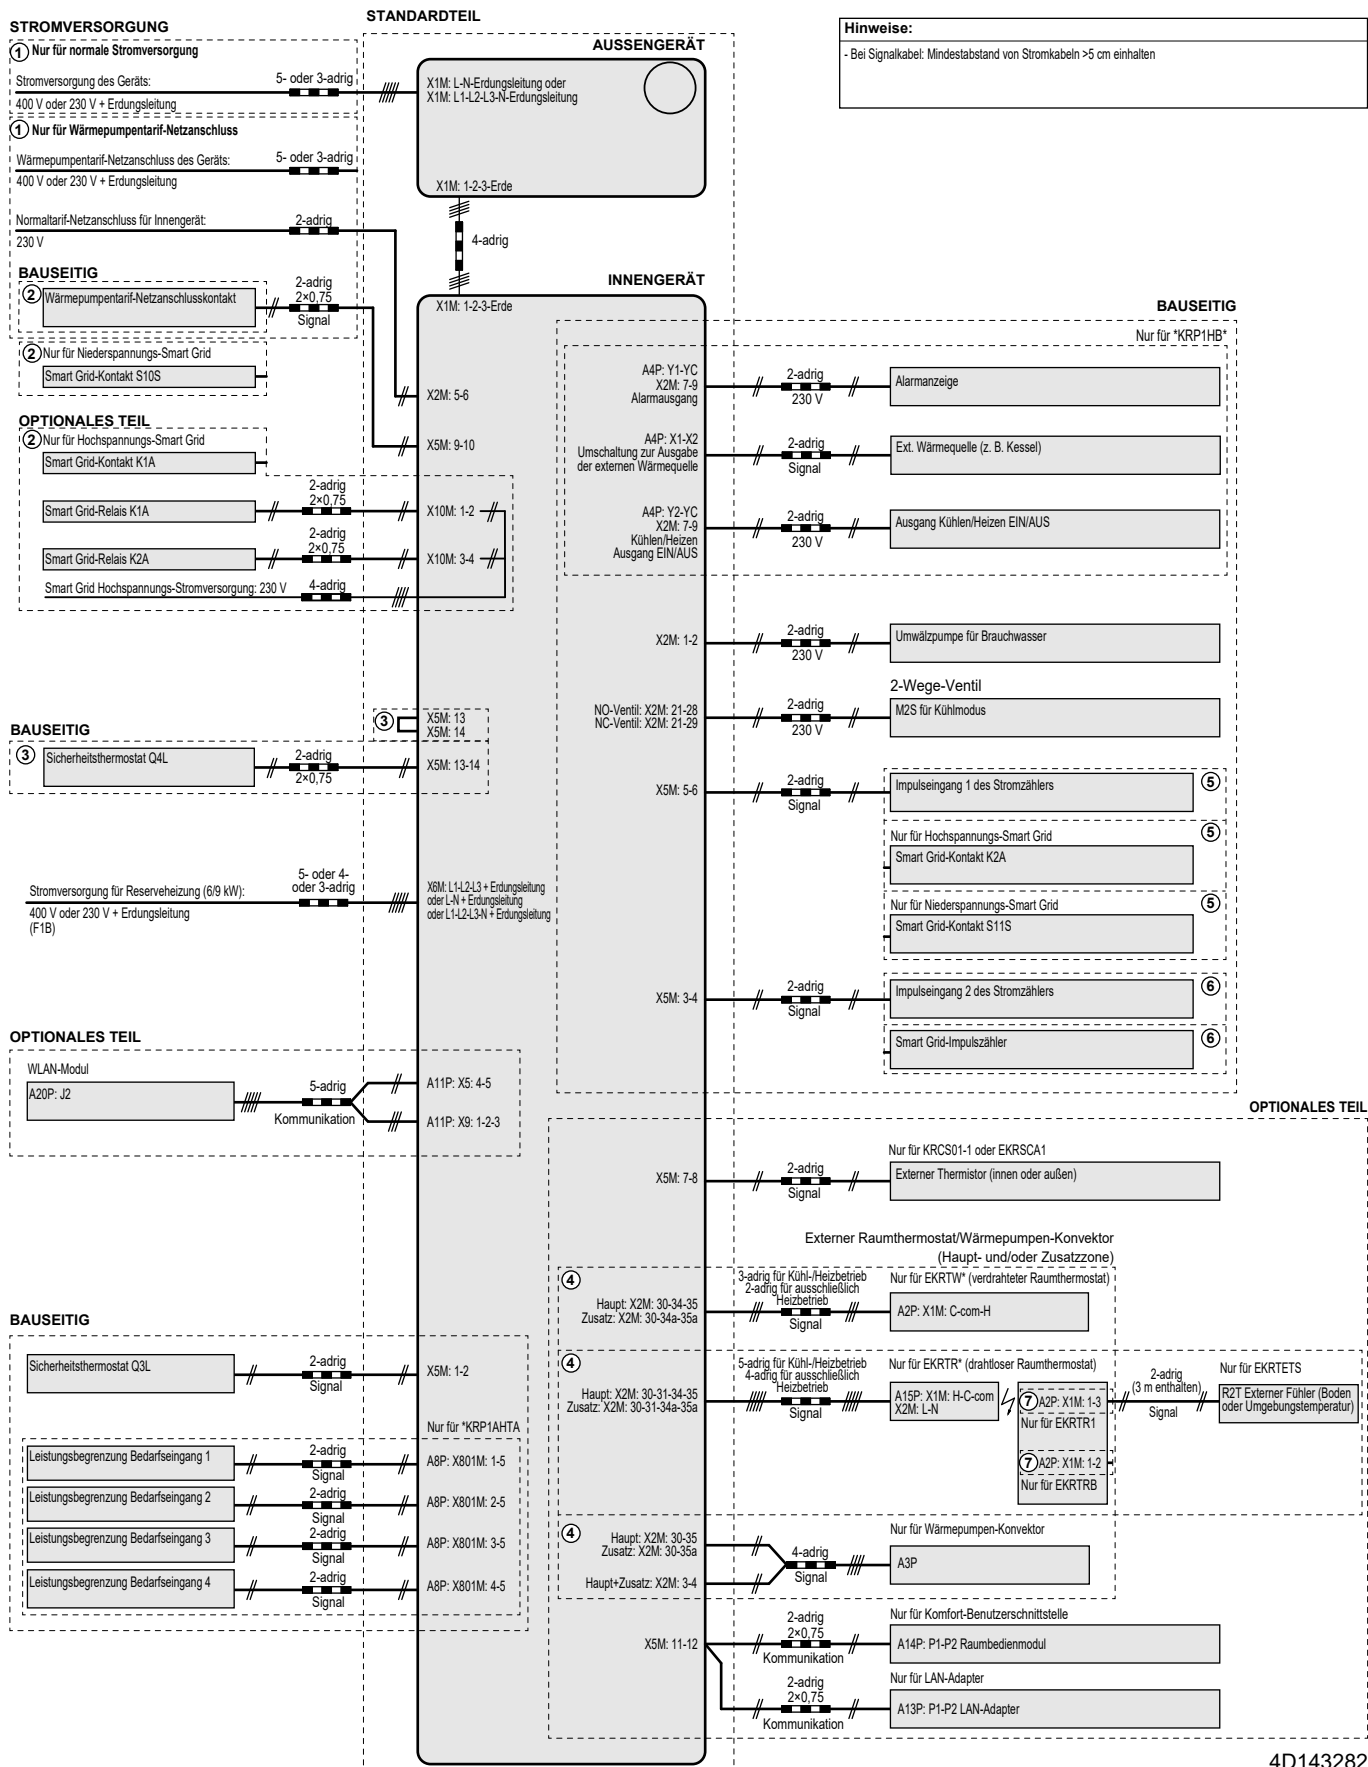 STROMVERSORGUNG
① Nur für normale Stromversorgung
Stromversorgung des Geräts:
5- oder 3-adrig
400 V oder 230 V + Erdungsleitung
① Nur für Wärmepumpentarif-Netzanschluss
Wärmepumpentarif-Netzanschluss des Geräts:
5- oder 3-adrig
400 V oder 230 V + Erdungsleitung
Normaltarif-Netzanschluss für Innengerät:
2-adrig
230 V
BAUSEITIG
② Wärmepumpentarif-Netzanschlusskontakt
2-adrig
2×0,75
Signal
② Nur für Niederspannungs-Smart Grid
Smart Grid-Kontakt S10S
OPTIONALES TEIL
② Nur für Hochspannungs-Smart Grid
Smart Grid-Kontakt K1A
Smart Grid-Relais K1A
2-adrig
2×0,75
Smart Grid-Relais K2A
2-adrig
2×0,75
Smart Grid Hochspannungs-Stromversorgung: 230 V
4-adrig
BAUSEITIG
③ Sicherheitsthermostat Q4L
2-adrig
2×0,75
Stromversorgung für Reserveheizung (6/9 kW):
5- oder 4-
oder 3-adrig
400 V oder 230 V + Erdungsleitung
(F1B)
OPTIONALES TEIL
WLAN-Modul
A20P: J2
5-adrig
Kommunikation
BAUSEITIG
Sicherheitsthermostat Q3L
2-adrig
Signal
Leistungsbegrenzung Bedarfseingang 1
2-adrig
Signal
Leistungsbegrenzung Bedarfseingang 2
2-adrig
Signal
Leistungsbegrenzung Bedarfseingang 3
2-adrig
Signal
Leistungsbegrenzung Bedarfseingang 4
2-adrig
Signal
STANDARDTEIL
AUSSENGERÄT
X1M: L-N-Erdungsleitung oder
X1M: L1-L2-L3-N-Erdungsleitung
X1M: 1-2-3-Erde
4-adrig
INNENGERÄT
X1M: 1-2-3-Erde
X2M: 5-6
X5M: 9-10
X10M: 1-2
X10M: 3-4
③
X5M: 13
X5M: 14
X5M: 13-14
X6M: L1-L2-L3 + Erdungsleitung
oder L-N + Erdungsleitung
oder L1-L2-L3-N + Erdungsleitung
A11P: X5: 4-5
A11P: X9: 1-2-3
X5M: 1-2
Nur für *KRP1AHTA
A8P: X801M: 1-5
A8P: X801M: 2-5
A8P: X801M: 3-5
A8P: X801M: 4-5
Hinweise:
- Bei Signalkabel: Mindestabstand von Stromkabeln >5 cm einhalten
BAUSEITIG
Nur für *KRP1HB*
A4P: Y1-YC
X2M: 7-9
Alarmausgang
2-adrig
230 V
Alarmanzeige
A4P: X1-X2
Umschaltung zur Ausgabe
der externen Wärmequelle
2-adrig
Signal
Ext. Wärmequelle (z. B. Kessel)
A4P: Y2-YC
X2M: 7-9
Kühlen/Heizen
Ausgang EIN/AUS
2-adrig
230 V
Ausgang Kühlen/Heizen EIN/AUS
X2M: 1-2
2-adrig
230 V
Umwälzpumpe für Brauchwasser
2-Wege-Ventil
NO-Ventil: X2M: 21-28
NC-Ventil: X2M: 21-29
2-adrig
230 V
M2S für Kühlmodus
X5M: 5-6
2-adrig
Signal
Impulseingang 1 des Stromzählers ⑤
Nur für Hochspannungs-Smart Grid ⑤
Smart Grid-Kontakt K2A
Nur für Niederspannungs-Smart Grid ⑤
Smart Grid-Kontakt S11S
X5M: 3-4
2-adrig
Signal
Impulseingang 2 des Stromzählers ⑥
Smart Grid-Impulszähler ⑥
OPTIONALES TEIL
Nur für KRCS01-1 oder EKRSCA1
X5M: 7-8
2-adrig
Signal
Externer Thermistor (innen oder außen)
Externer Raumthermostat/Wärmepumpen-Konvektor
(Haupt- und/oder Zusatzzone)
④
Haupt: X2M: 30-34-35
Zusatz: X2M: 30-34a-35a
3-adrig für Kühl-/Heizbetrieb
2-adrig für ausschließlich
Heizbetrieb
Signal
Nur für EKRTW* (verdrahteter Raumthermostat)
A2P: X1M: C-com-H
④
Haupt: X2M: 30-31-34-35
Zusatz: X2M: 30-31-34a-35a
5-adrig für Kühl-/Heizbetrieb
4-adrig für ausschließlich
Heizbetrieb
Signal
Nur für EKRTR* (drahtloser Raumthermostat)
A15P: X1M: H-C-com
X2M: L-N
⑦ A2P: X1M: 1-3
Nur für EKRTR1
⑦ A2P: X1M: 1-2
Nur für EKRTRB
2-adrig
(3 m enthalten)
Signal
Nur für EKRTETS
R2T Externer Fühler (Boden
oder Umgebungstemperatur)
④
Haupt: X2M: 30-35
Zusatz: X2M: 30-35a
Haupt+Zusatz: X2M: 3-4
4-adrig
Signal
Nur für Wärmepumpen-Konvektor
A3P
X5M: 11-12
2-adrig
2×0,75
Kommunikation
Nur für Komfort-Benutzerschnittstelle
A14P: P1-P2 Raumbedienmodul
2-adrig
2×0,75
Kommunikation
Nur für LAN-Adapter
A13P: P1-P2 LAN-Adapter
4D143282